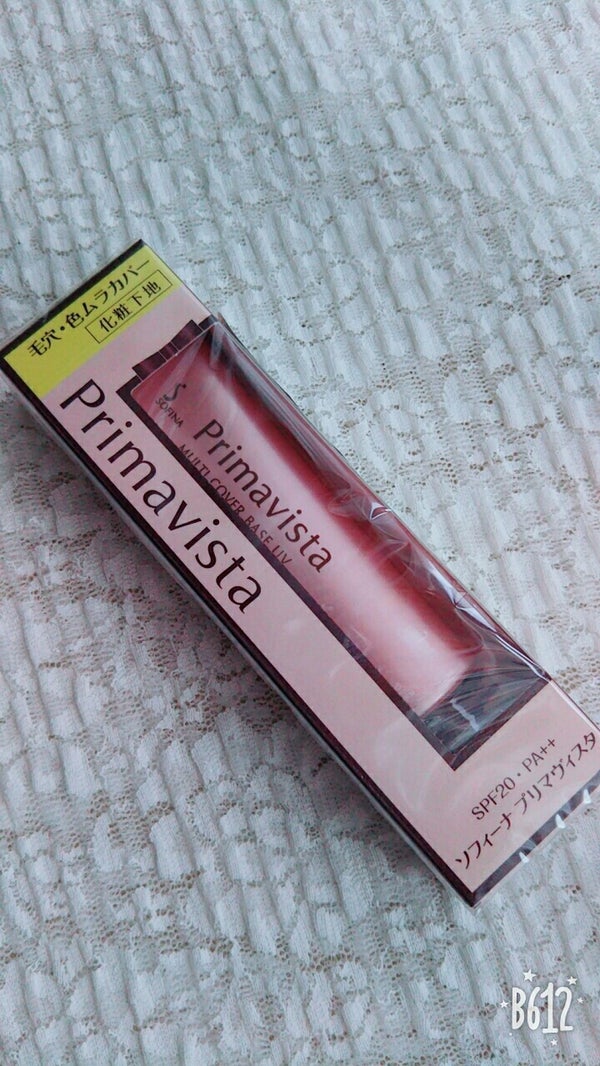 毛穴・色ムラカバー
化粧下地
Primavista
SOFINA
Primavista
MULTI COVER BASE UV
SPF20・PA++
ソフィーナ プリマヴィスタ
B612